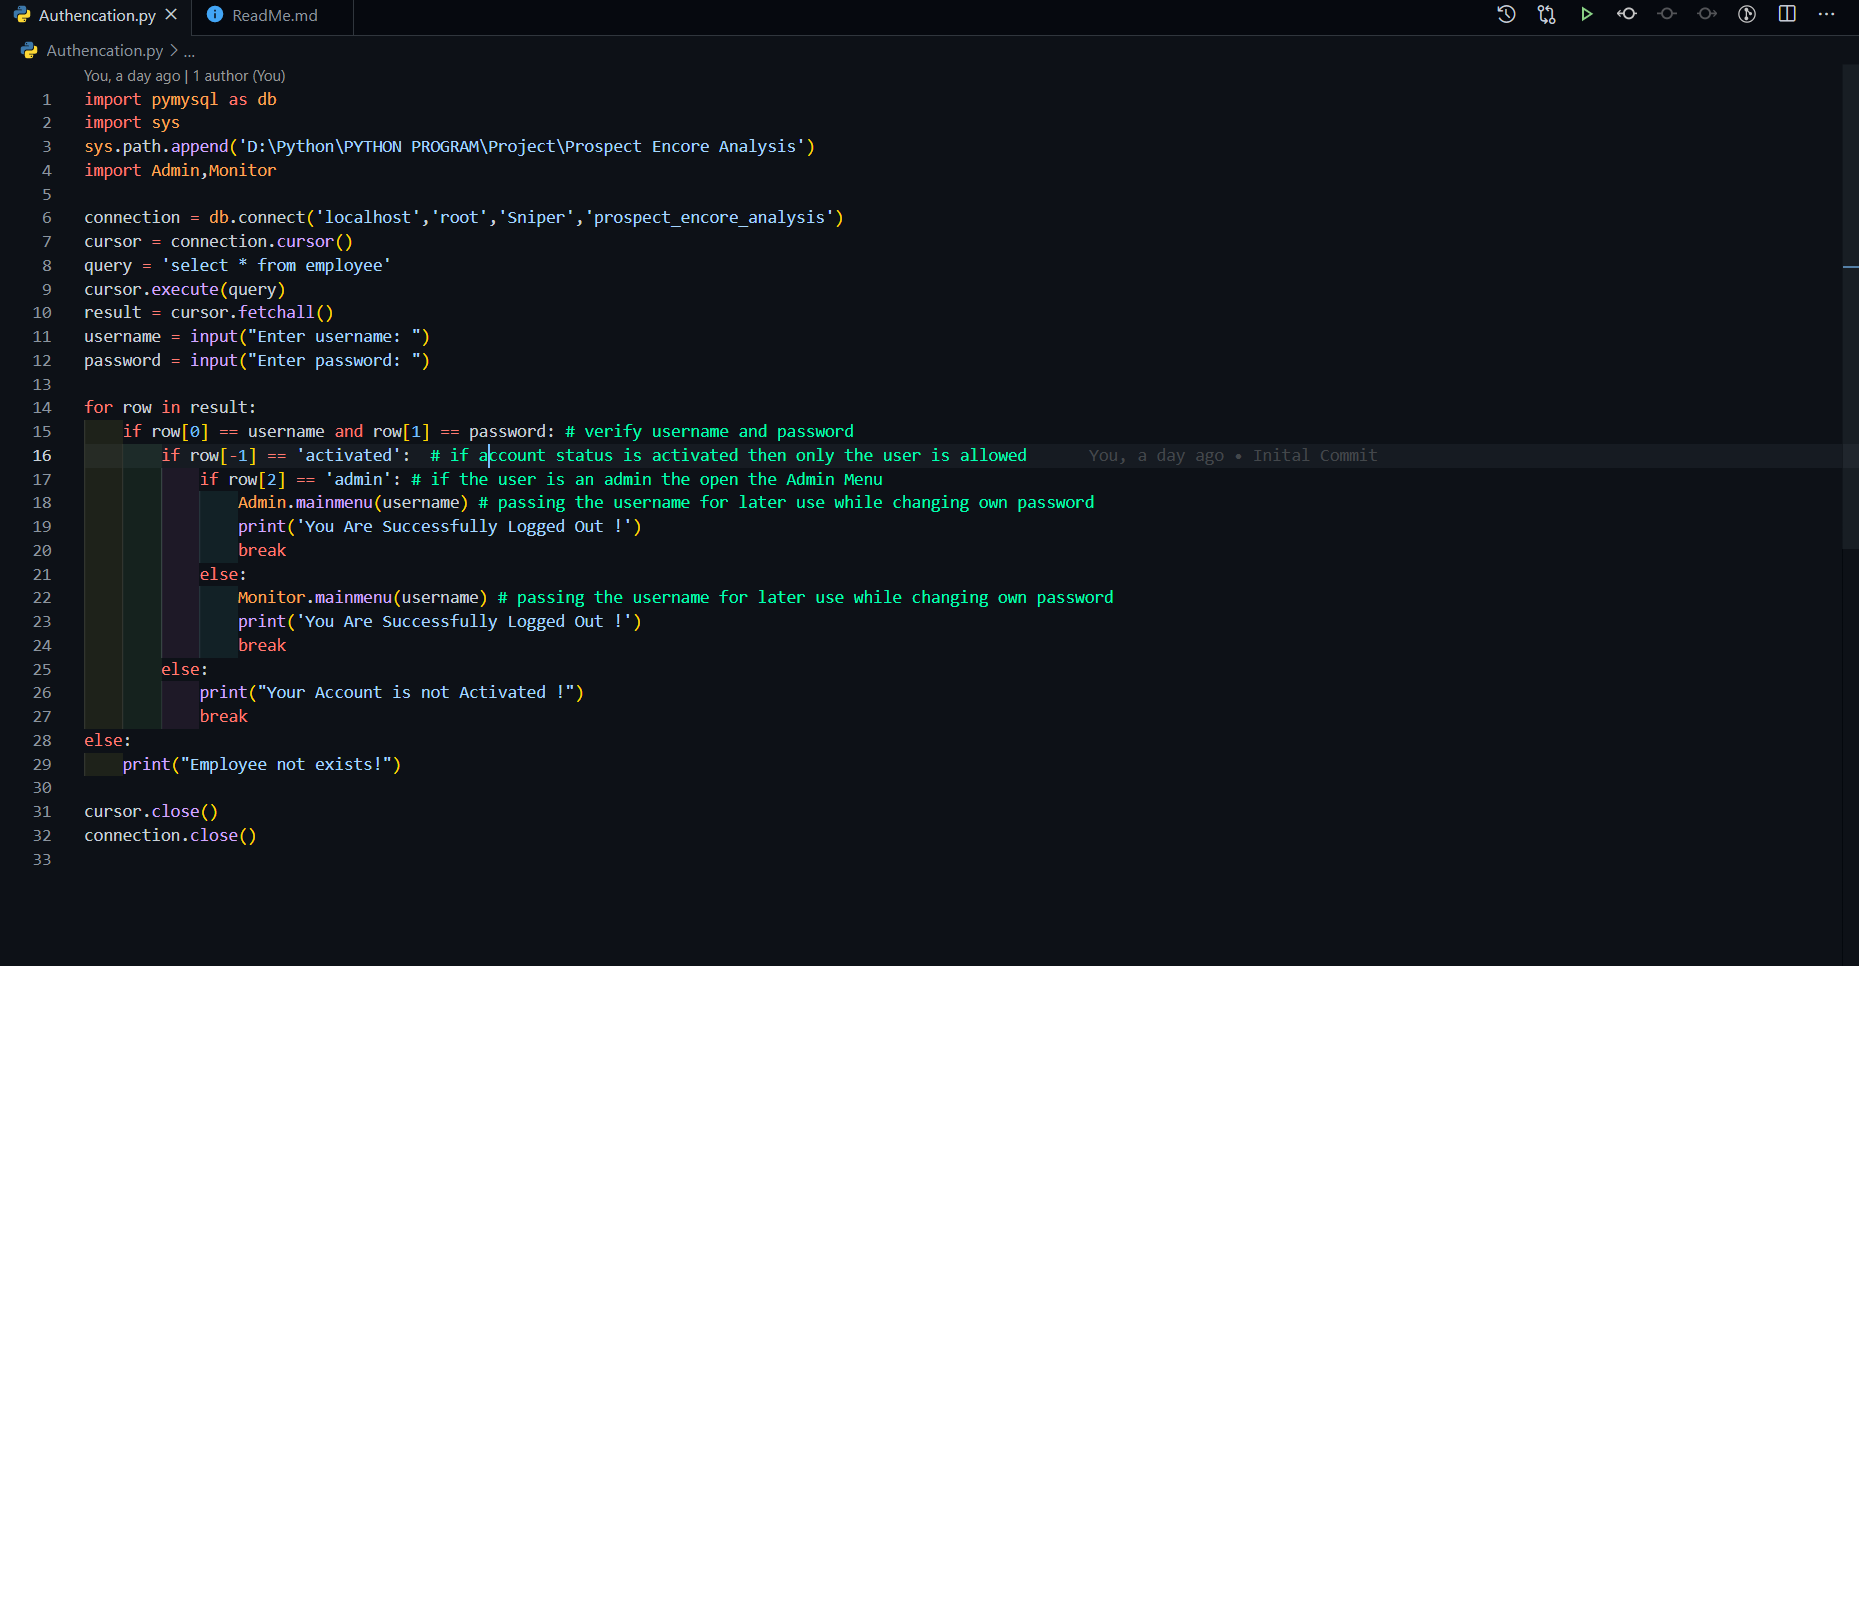 Authencation.py
ReadMe.md
Authencation.py > ...
You, a day ago | 1 author (You)
1 import pymysql as db
2 import sys
3 sys.path.append('D:\Python\PYTHON PROGRAM\Project\Prospect Encore Analysis')
4 import Admin,Monitor
5
6 connection = db.connect('localhost','root','Sniper','prospect_encore_analysis')
7 cursor = connection.cursor()
8 query = 'select * from employee'
9 cursor.execute(query)
10 result = cursor.fetchall()
11 username = input("Enter username: ")
12 password = input("Enter password: ")
13
14 for row in result:
15     if row[0] == username and row[1] == password: # verify username and password
16         if row[-1] == 'activated':  # if account status is activated then only the user is allowed      You, a day ago • Inital Commit
17             if row[2] == 'admin': # if the user is an admin the open the Admin Menu
18                 Admin.mainmenu(username) # passing the username for later use while changing own password
19                 print('You Are Successfully Logged Out !')
20                 break
21             else:
22                 Monitor.mainmenu(username) # passing the username for later use while changing own password
23                 print('You Are Successfully Logged Out !')
24                 break
25         else:
26             print("Your Account is not Activated !")
27             break
28 else:
29     print("Employee not exists!")
30
31 cursor.close()
32 connection.close()
33